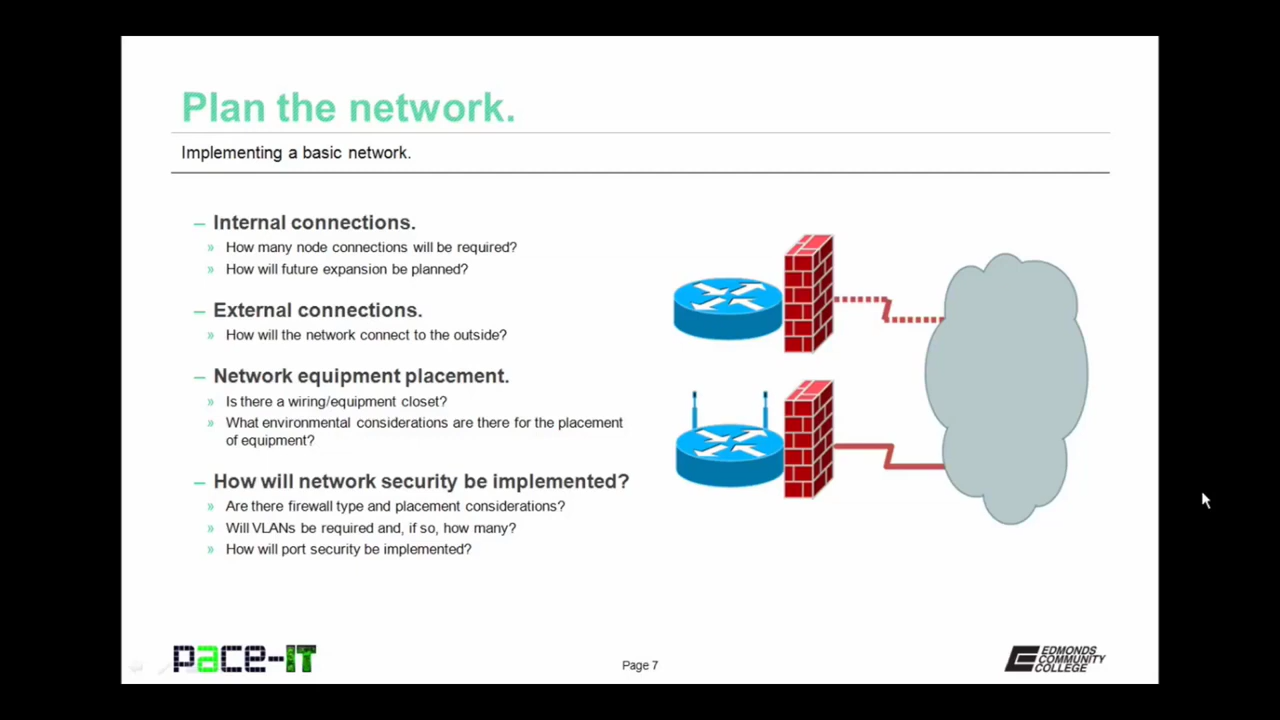 Plan the network.
Implementing a basic network.
– Internal connections.
» How many node connections will be required?
» How will future expansion be planned?
– External connections.
» How will the network connect to the outside?
– Network equipment placement.
» Is there a wiring/equipment closet?
» What environmental considerations are there for the placement
of equipment?
– How will network security be implemented?
» Are there firewall type and placement considerations?
» Will VLANs be required and, if so, how many?
» How will port security be implemented?
pace-IT
Page 7
EDMONDS
COMMUNITY
COLLEGE